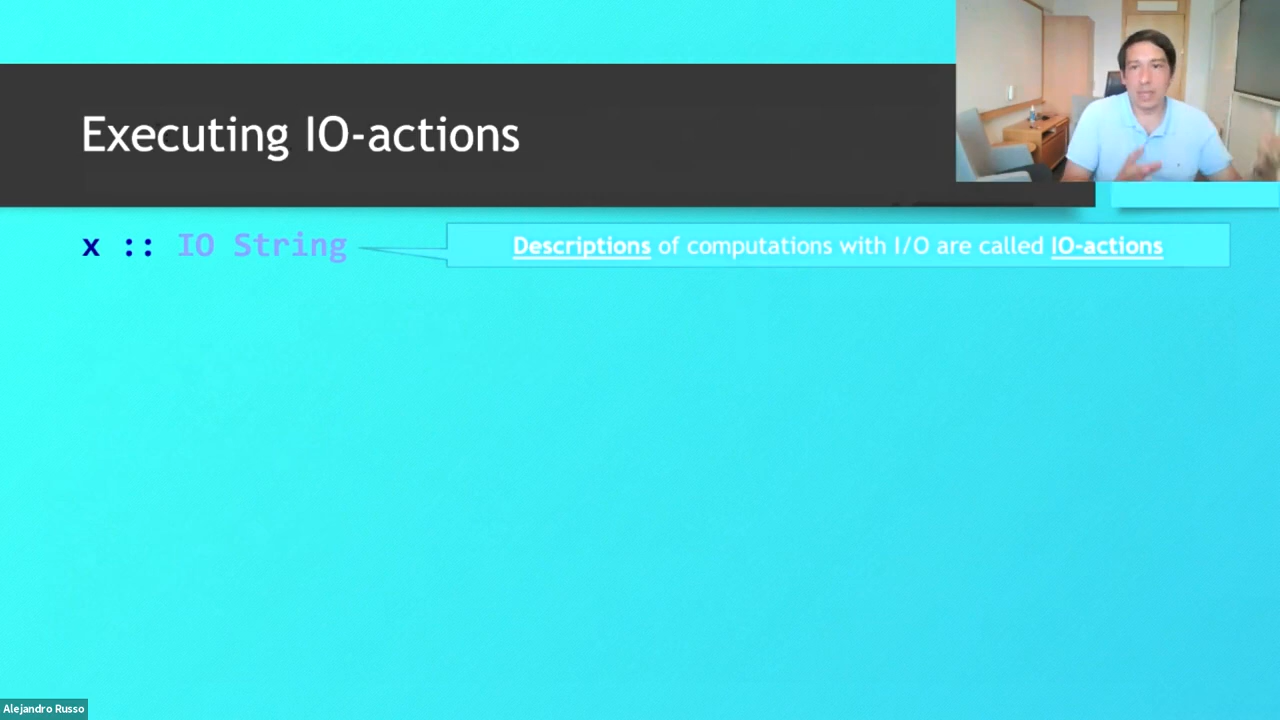 Executing IO-actions
x :: IO String
Descriptions of computations with I/O are called IO-actions
Alejandro Russo